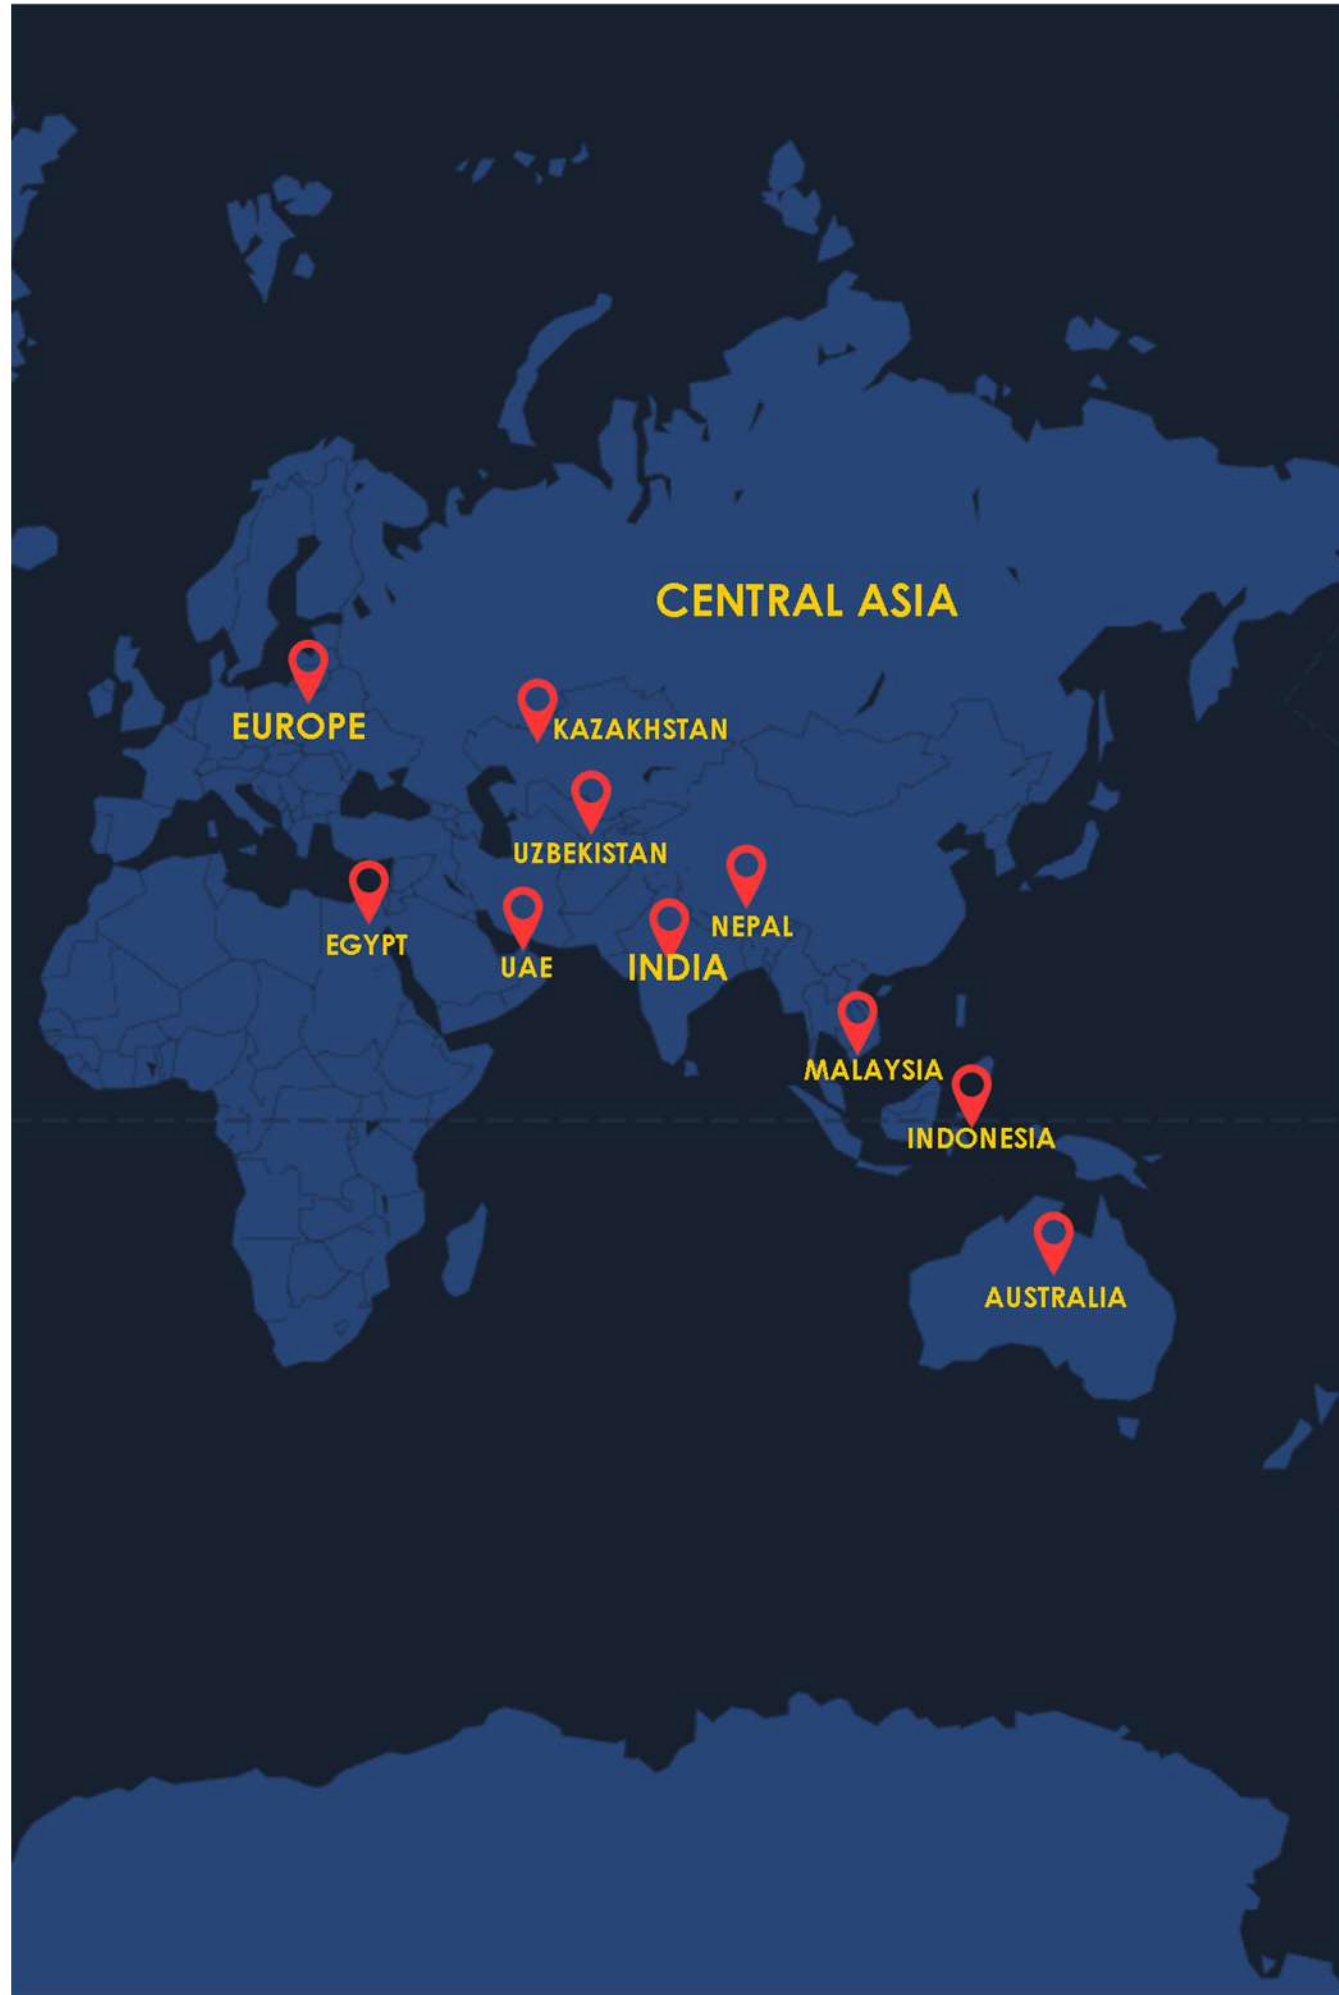 CENTRAL ASIA
EUROPE
KAZAKHSTAN
UZBEKISTAN
NEPAL
EGYPT
UAE
INDIA
MALAYSIA
INDONESIA
AUSTRALIA